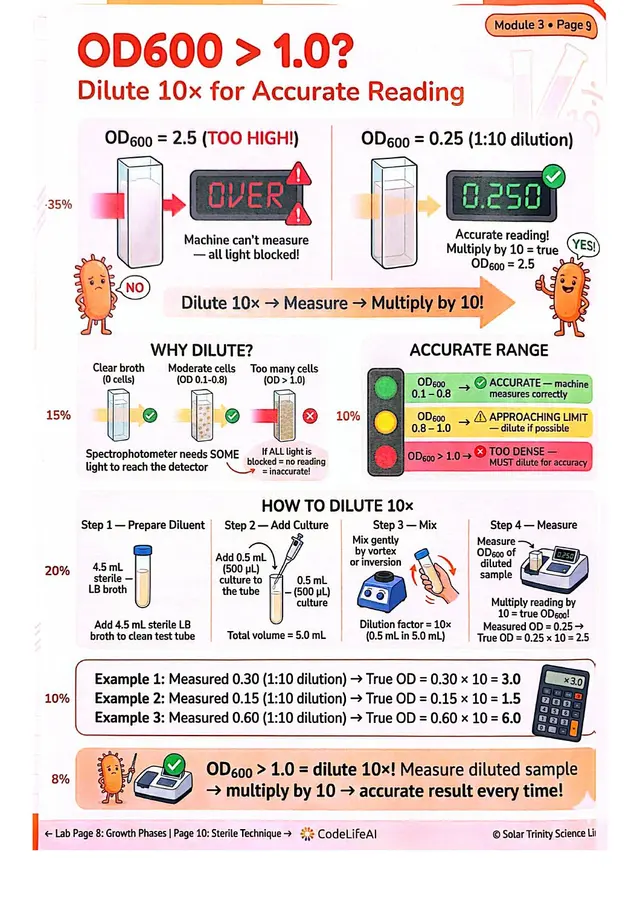 Module 3 • Page 9
OD600 > 1.0?
Dilute 10× for Accurate Reading
OD600 = 2.5 (TOO HIGH!)
OD600 = 0.25 (1:10 dilution)
35%
OVER
Machine can't measure
— all light blocked!
NO
0.250
Accurate reading!
Multiply by 10 = true
OD600 = 2.5
YES!
Dilute 10× → Measure → Multiply by 10!
WHY DILUTE?
Clear broth
(0 cells)
Moderate cells
(OD 0.1-0.8)
Too many cells
(OD > 1.0)
15%
Spectrophotometer needs SOME
light to reach the detector
If ALL light is
blocked = no reading
= inaccurate!
ACCURATE RANGE
10%
OD600
0.1 – 0.8
→ ACCURATE — machine
measures correctly
OD600
0.8 – 1.0
→ APPROACHING LIMIT
— dilute if possible
OD600 > 1.0 → TOO DENSE —
MUST dilute for accuracy
HOW TO DILUTE 10×
20%
Step 1 — Prepare Diluent
4.5 mL
sterile
LB broth
Add 4.5 mL sterile LB
broth to clean test tube
Step 2 — Add Culture
Add 0.5 mL
(500 µL)
culture to
the tube
0.5 mL
(500 µL)
culture
Total volume = 5.0 mL
Step 3 — Mix
Mix gently
by vortex
or inversion
Dilution factor = 10×
(0.5 mL in 5.0 mL)
Step 4 — Measure
Measure
OD600 of
diluted
sample
Multiply reading by
10 = true OD600!
Measured OD = 0.25 →
True OD = 0.25 × 10 = 2.5
10%
Example 1: Measured 0.30 (1:10 dilution) → True OD = 0.30 × 10 = 3.0
Example 2: Measured 0.15 (1:10 dilution) → True OD = 0.15 × 10 = 1.5
Example 3: Measured 0.60 (1:10 dilution) → True OD = 0.60 × 10 = 6.0
×3.0
8%
OD600 > 1.0 = dilute 10×! Measure diluted sample
→ multiply by 10 → accurate result every time!
← Lab Page 8: Growth Phases | Page 10: Sterile Technique → CodeLifeAI
© Solar Trinity Science